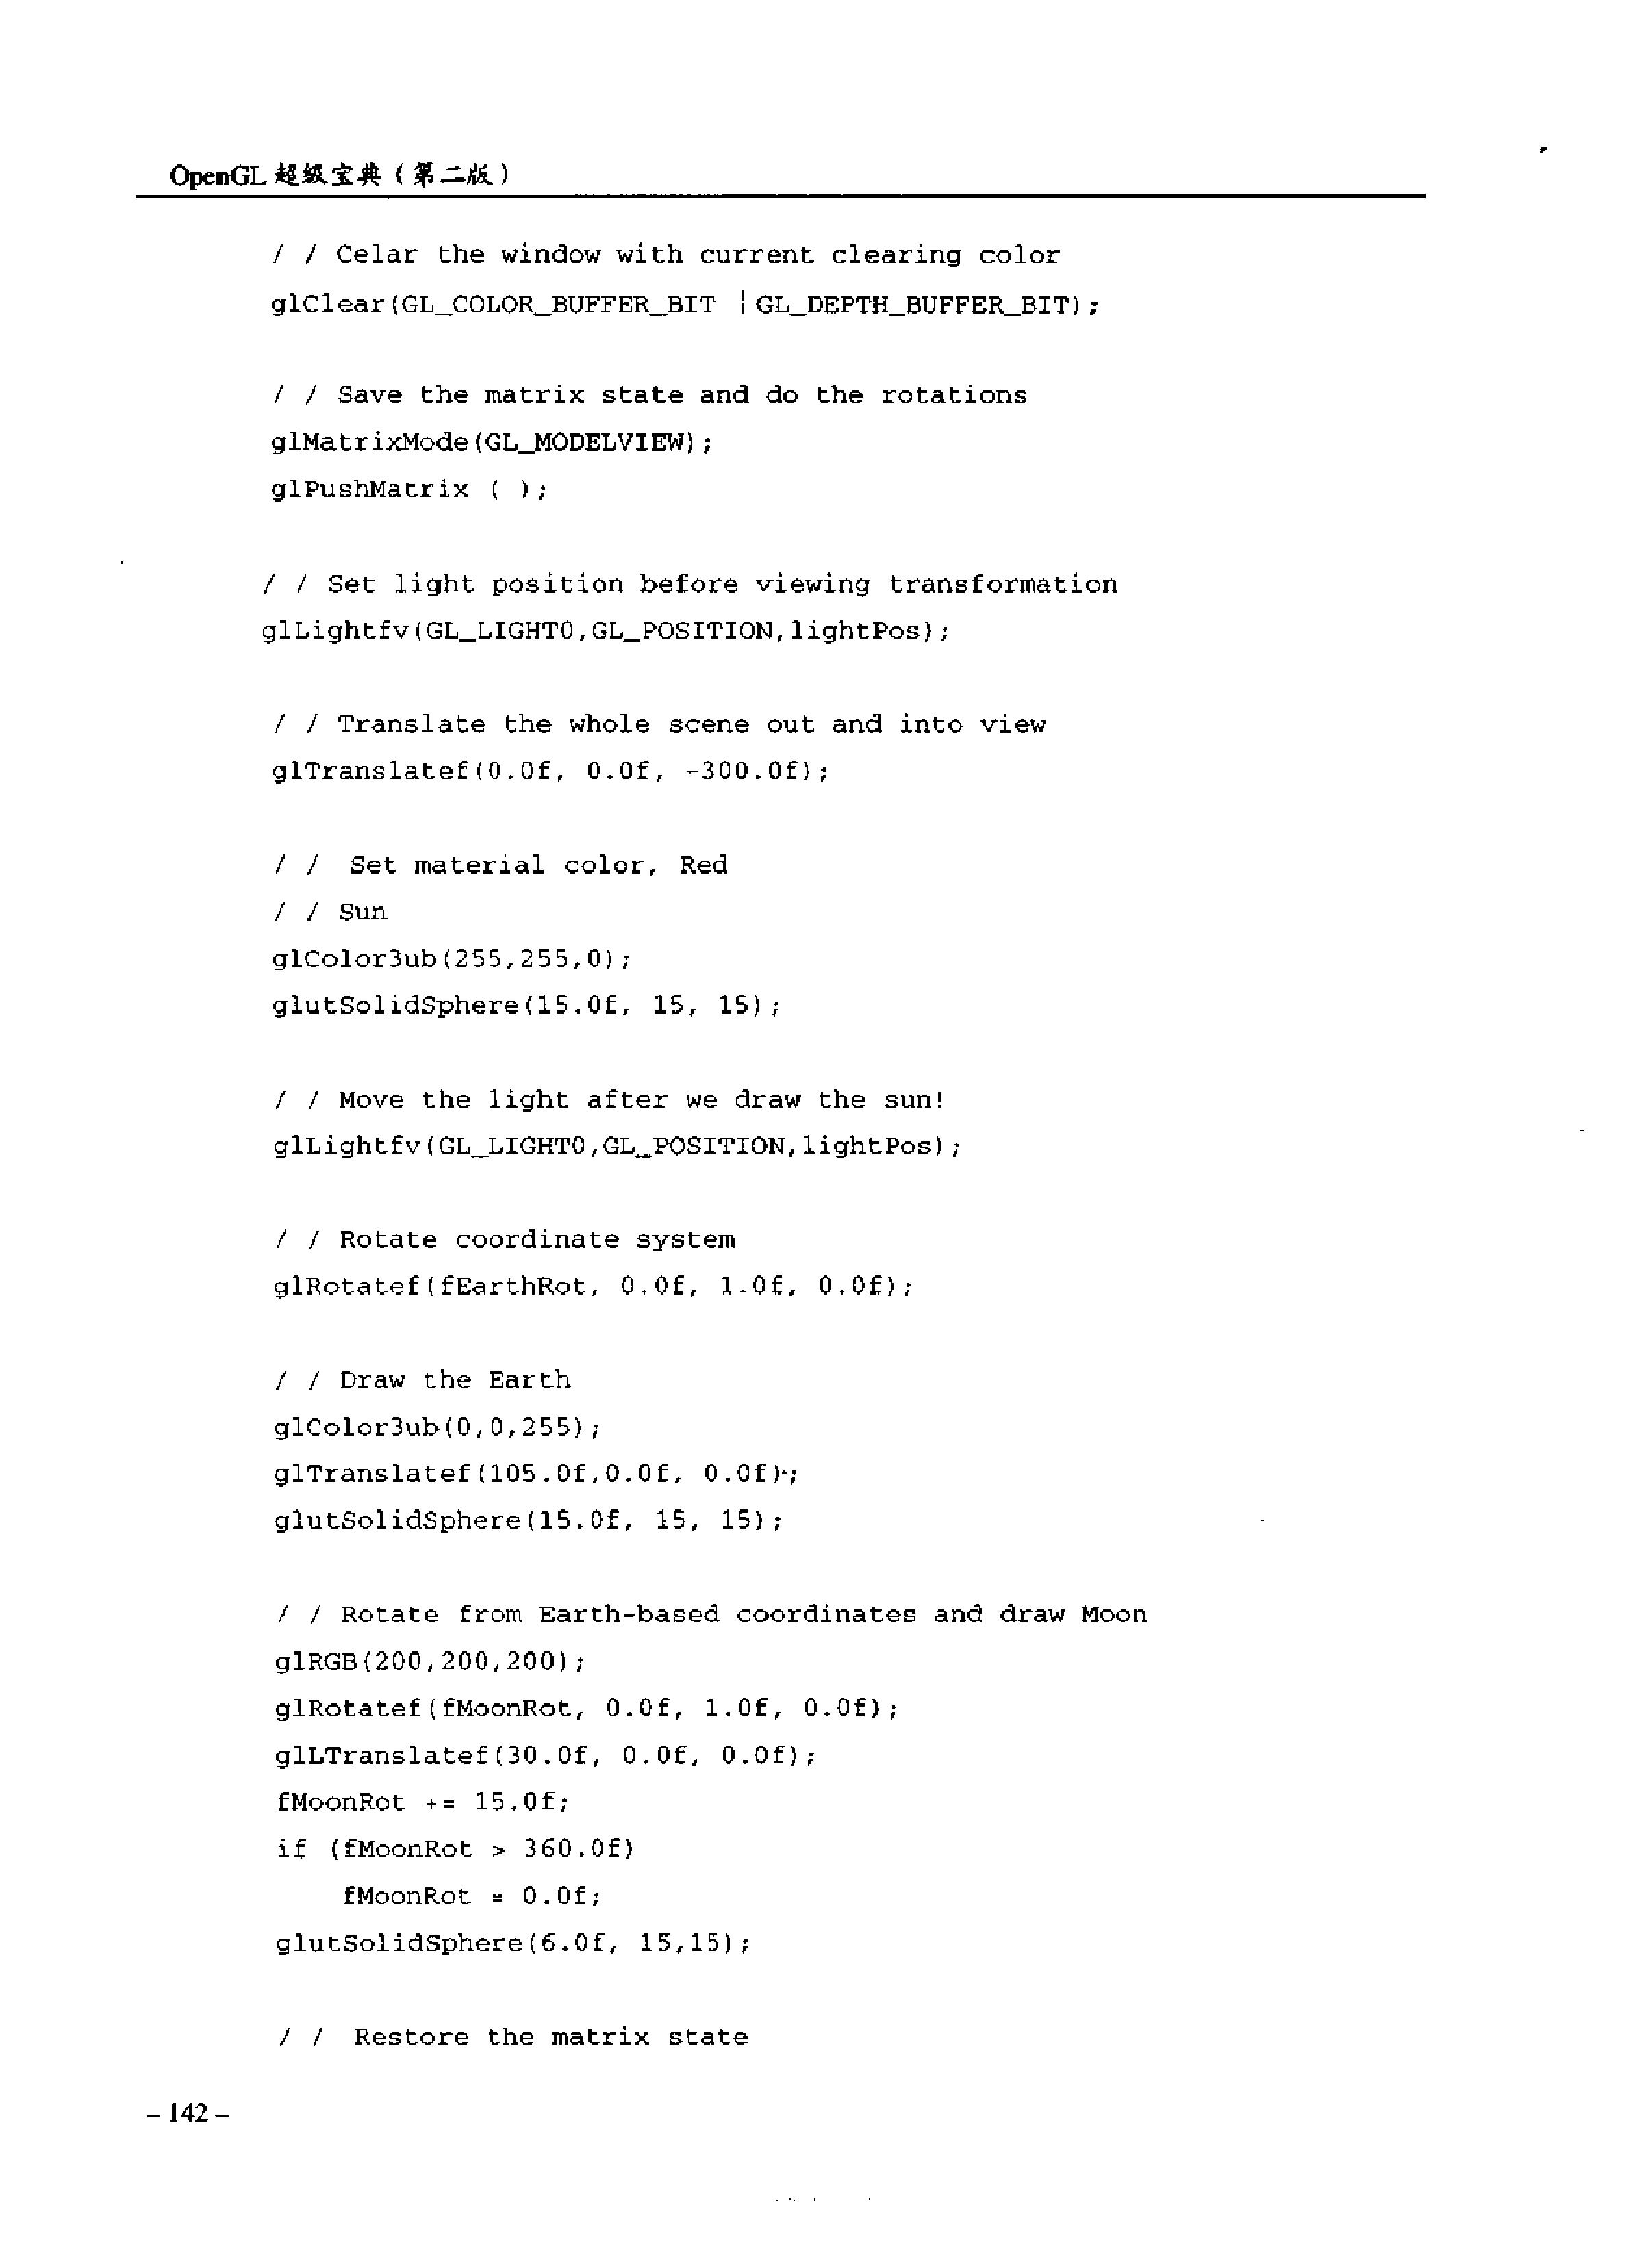 OpenGL 超级宝典（第二版）
/ / Celar the window with current clearing color
glClear(GL_COLOR_BUFFER_BIT ¦ GL_DEPTH_BUFFER_BIT);
/ / Save the matrix state and do the rotations
glMatrixMode(GL_MODELVIEW);
glPushMatrix ( );
/ / Set light position before viewing transformation
glLightfv(GL_LIGHT0,GL_POSITION,lightPos);
/ / Translate the whole scene out and into view
glTranslatef(0.0f, 0.0f, -300.0f);
/ / Set material color, Red
/ / Sun
glColor3ub(255,255,0);
glutSolidSphere(15.0f, 15, 15);
/ / Move the light after we draw the sun!
glLightfv(GL_LIGHT0,GL_POSITION,lightPos);
/ / Rotate coordinate system
glRotatef(fEarthRot, 0.0f, 1.0f, 0.0f);
/ / Draw the Earth
glColor3ub(0,0,255);
glTranslatef(105.0f,0.0f, 0.0f);
glutSolidSphere(15.0f, 15, 15);
/ / Rotate from Earth-based coordinates and draw Moon
glRGB(200,200,200);
glRotatef(fMoonRot, 0.0f, 1.0f, 0.0f);
glLTranslatef(30.0f, 0.0f, 0.0f);
fMoonRot += 15.0f;
if (fMoonRot > 360.0f)
fMoonRot = 0.0f;
glutSolidSphere(6.0f, 15,15);
/ / Restore the matrix state
– 142 –